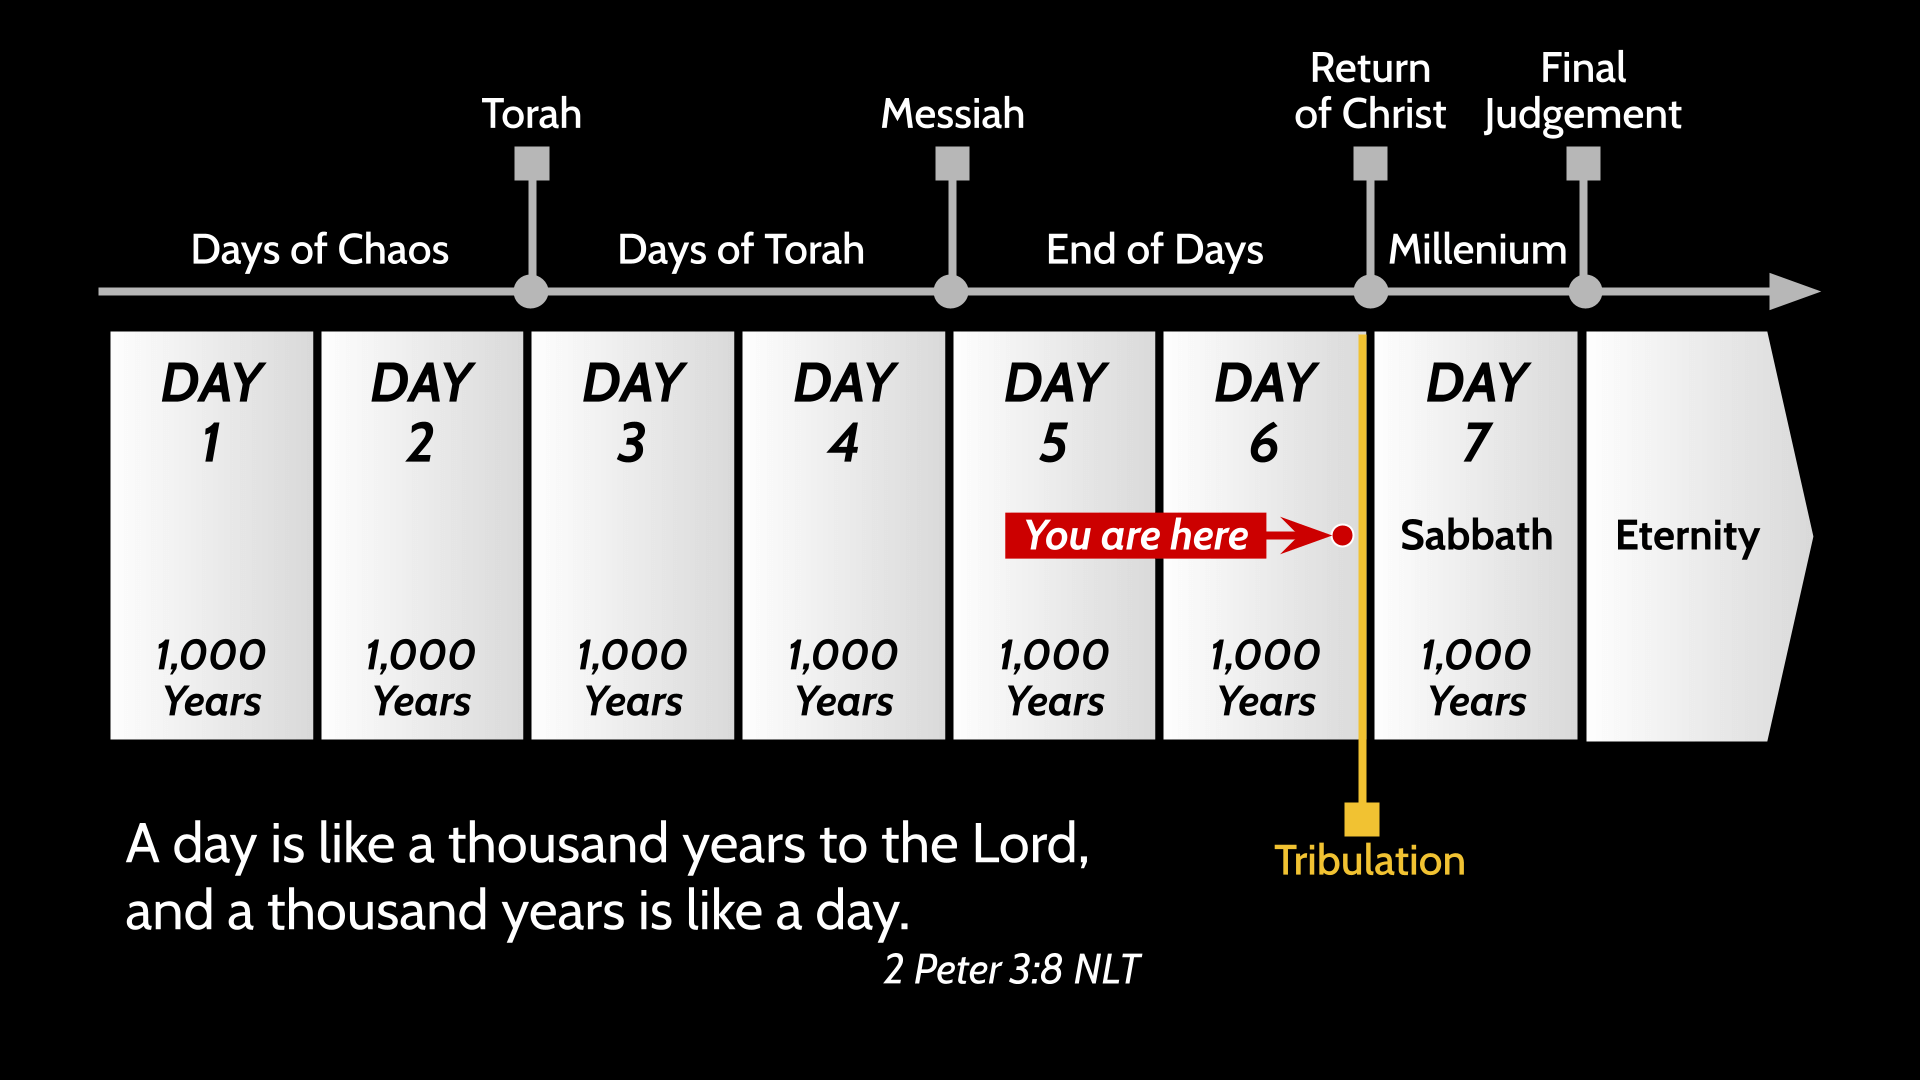 Return
of Christ
Final
Judgement
Torah
Messiah
Days of Chaos
Days of Torah
End of Days
Millenium
DAY
1
1,000
Years
DAY
2
1,000
Years
DAY
3
1,000
Years
DAY
4
1,000
Years
DAY
5
1,000
Years
DAY
6
1,000
Years
You are here
DAY
7
Sabbath
1,000
Years
Eternity
Tribulation
A day is like a thousand years to the Lord,
and a thousand years is like a day.
2 Peter 3:8 NLT